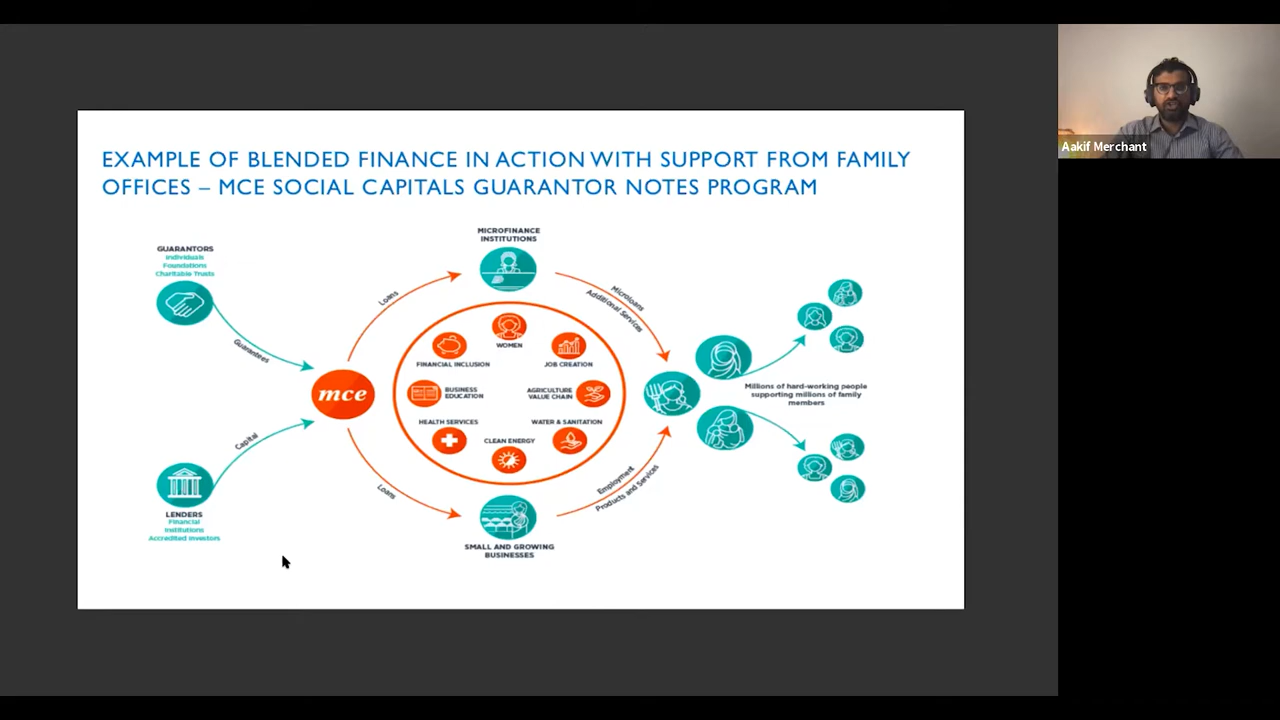 EXAMPLE OF BLENDED FINANCE IN ACTION WITH SUPPORT FROM FAMILY
OFFICES – MCE SOCIAL CAPITALS GUARANTOR NOTES PROGRAM
GUARANTORS
Individuals
Foundations
Charitable Trusts
Guarantees
mce
Capital
LENDERS
Financial
Institutions
Accredited Investors
Loans
Loans
MICROFINANCE
INSTITUTIONS
WOMEN
FINANCIAL INCLUSION
JOB CREATION
BUSINESS
EDUCATION
AGRICULTURE
VALUE CHAIN
HEALTH SERVICES
WATER & SANITATION
CLEAN ENERGY
SMALL AND GROWING
BUSINESSES
Microloans
Additional Services
Employment
Products and Services
Millions of hard-working people
supporting millions of family
members
Aakif Merchant